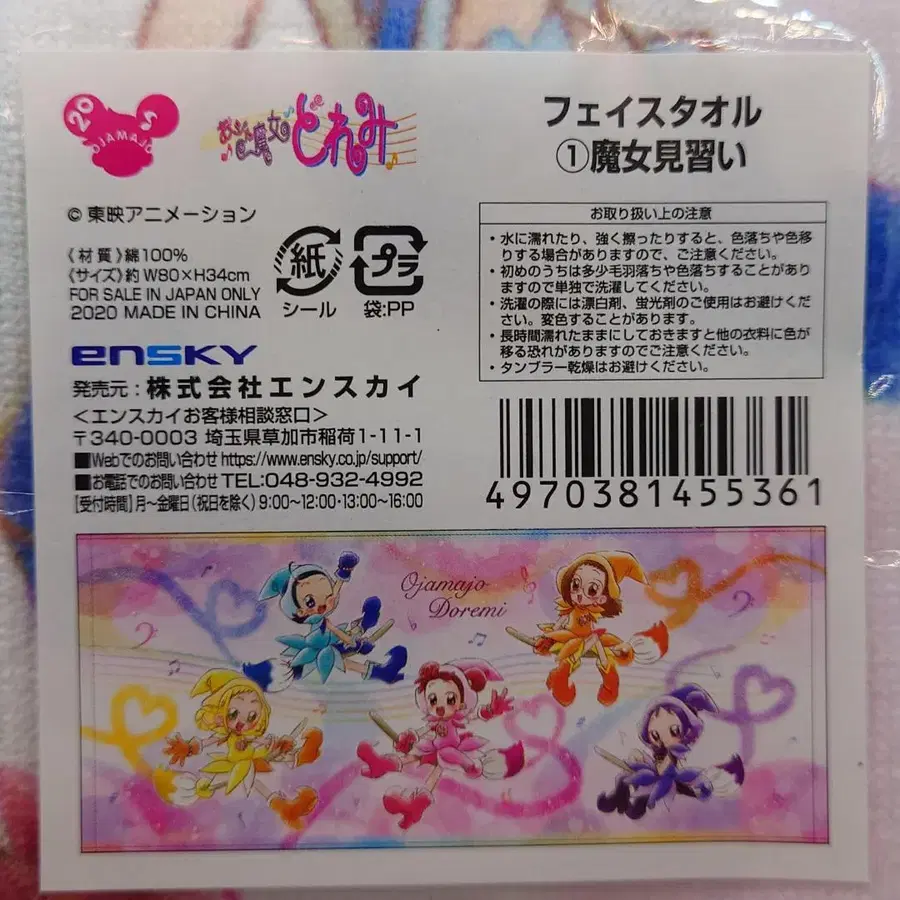 20
OJAMAJO
おジャ魔女
どれみ
フェイスタオル
①魔女見習い
© 東映アニメーション
《材質》綿100%
《サイズ》約 W80×H34cm
FOR SALE IN JAPAN ONLY
2020 MADE IN CHINA
紙
シール
プラ
袋:PP
ensky
発売元:株式会社エンスカイ
<エンスカイお客様相談窓口>
〒340-0003 埼玉県草加市稲荷1-11-1
■Webでのお問い合わせ https://www.ensky.co.jp/support/
■お電話でのお問い合わせ TEL:048-932-4992
[受付時間]月~金曜日(祝日を除く)9:00~12:00・13:00~16:00
お取り扱い上の注意
・水に濡れたり、強く擦ったりすると、色落ちや色移
りする場合がありますので、ご注意ください。
・初めのうちは多少毛羽落ちや色落ちすることがあり
ますので単独で洗濯してください。
・洗濯の際には漂白剤、蛍光剤のご使用はお避けくだ
さい。変色することがあります。
・長時間濡れたままにしておきますと他の衣料に色が
移る恐れがありますのでご注意ください。
・タンブラー乾燥はお避けください。
4970381455361
Ojamajo
Doremi